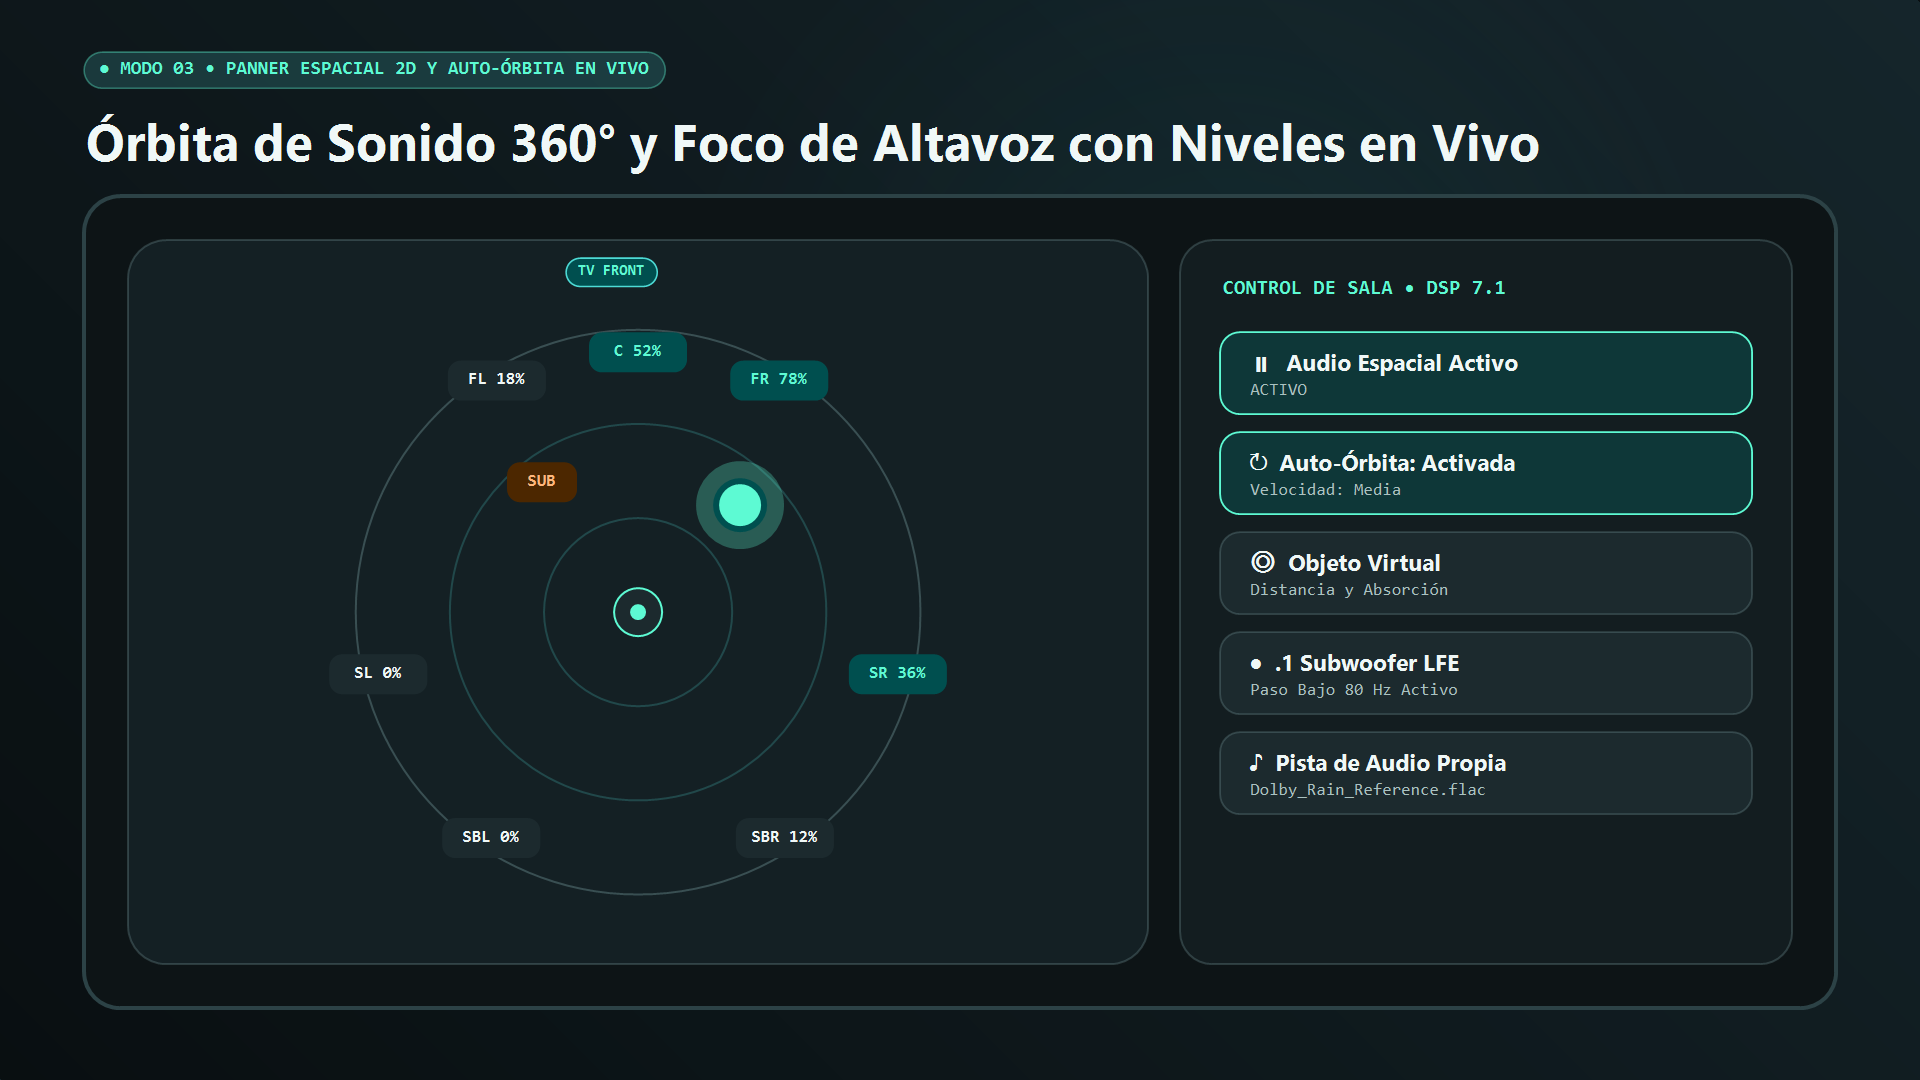 ● MODO 03 • PANNER ESPACIAL 2D Y AUTO-ÓRBITA EN VIVO
Órbita de Sonido 360° y Foco de Altavoz con Niveles en Vivo
TV FRONT
C 52%
FL 18%
FR 78%
SUB
SL 0%
SR 36%
SBL 0%
SBR 12%
CONTROL DE SALA • DSP 7.1
⏸ Audio Espacial Activo
ACTIVO
↻ Auto-Órbita: Activada
Velocidad: Media
◎ Objeto Virtual
Distancia y Absorción
● .1 Subwoofer LFE
Paso Bajo 80 Hz Activo
♪ Pista de Audio Propia
Dolby_Rain_Reference.flac